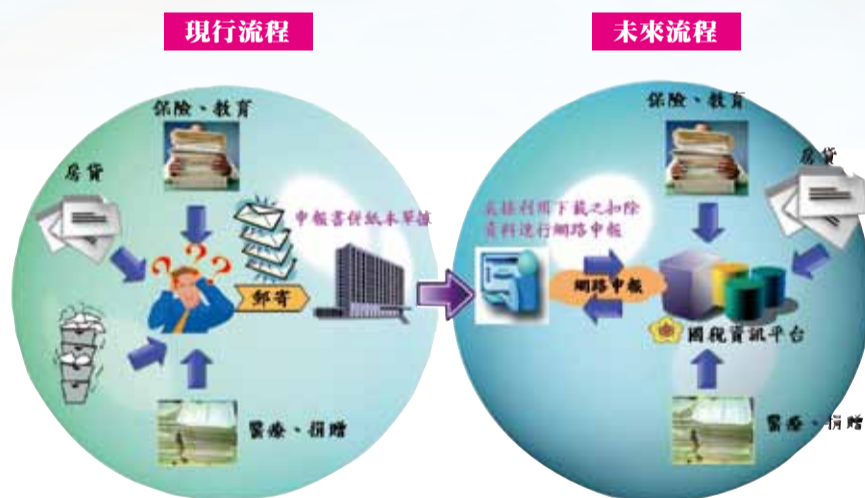 現行流程
未來流程
保險、教育
房貸
申報書併紙本單據
郵寄
醫療、捐贈
保險、教育
房貸
直接利用下載之扣除
資料進行網路申報
網路申報
國稅資訊平台
醫療、捐贈